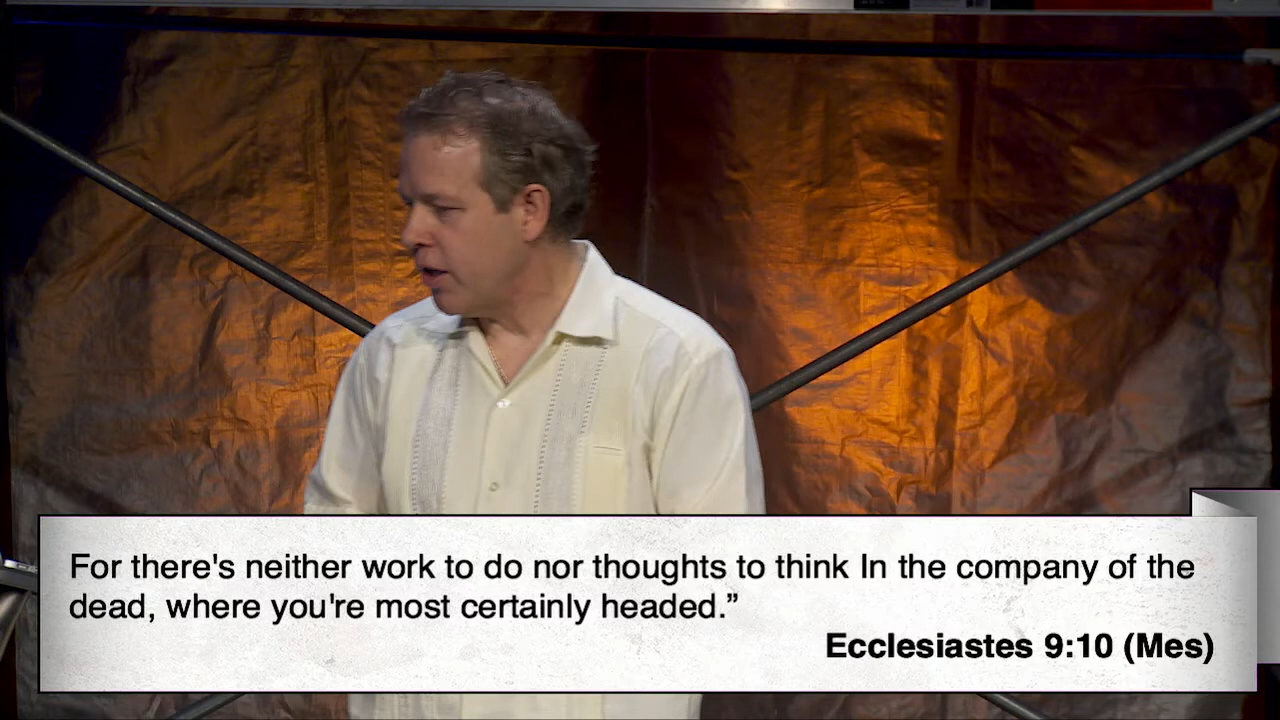 For there's neither work to do nor thoughts to think In the company of the
dead, where you're most certainly headed.”
Ecclesiastes 9:10 (Mes)